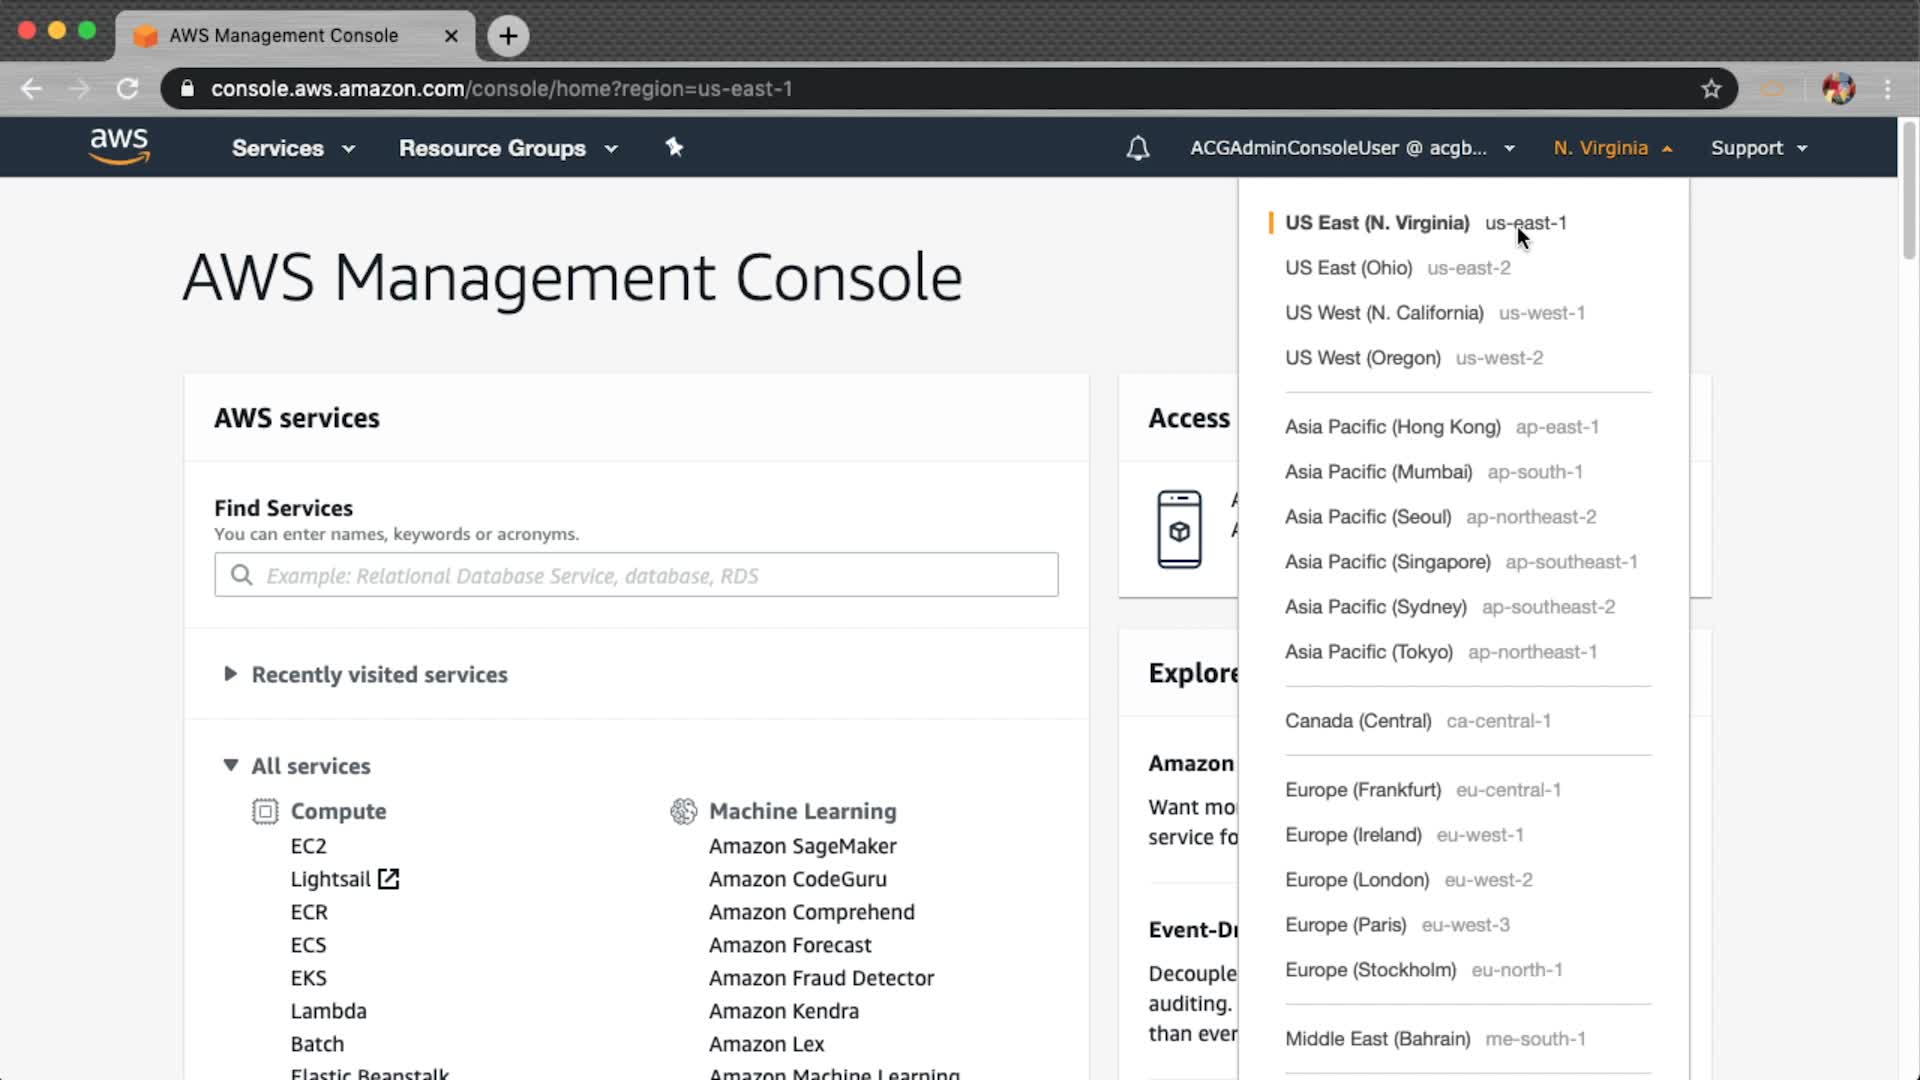 AWS Management Console
console.aws.amazon.com/console/home?region=us-east-1
aws
Services
Resource Groups
ACGAdminConsoleUser @ acgb...
N. Virginia
Support
AWS Management Console
AWS services
Find Services
You can enter names, keywords or acronyms.
Example: Relational Database Service, database, RDS
Recently visited services
All services
Compute
EC2
Lightsail
ECR
ECS
EKS
Lambda
Batch
Elastic Beanstalk
Machine Learning
Amazon SageMaker
Amazon CodeGuru
Amazon Comprehend
Amazon Forecast
Amazon Fraud Detector
Amazon Kendra
Amazon Lex
Amazon Machine Learning
Access
Explore
Amazon
Want mo
service fo
Event-Dr
Decouple
auditing.
than ever
US East (N. Virginia) us-east-1
US East (Ohio) us-east-2
US West (N. California) us-west-1
US West (Oregon) us-west-2
Asia Pacific (Hong Kong) ap-east-1
Asia Pacific (Mumbai) ap-south-1
Asia Pacific (Seoul) ap-northeast-2
Asia Pacific (Singapore) ap-southeast-1
Asia Pacific (Sydney) ap-southeast-2
Asia Pacific (Tokyo) ap-northeast-1
Canada (Central) ca-central-1
Europe (Frankfurt) eu-central-1
Europe (Ireland) eu-west-1
Europe (London) eu-west-2
Europe (Paris) eu-west-3
Europe (Stockholm) eu-north-1
Middle East (Bahrain) me-south-1